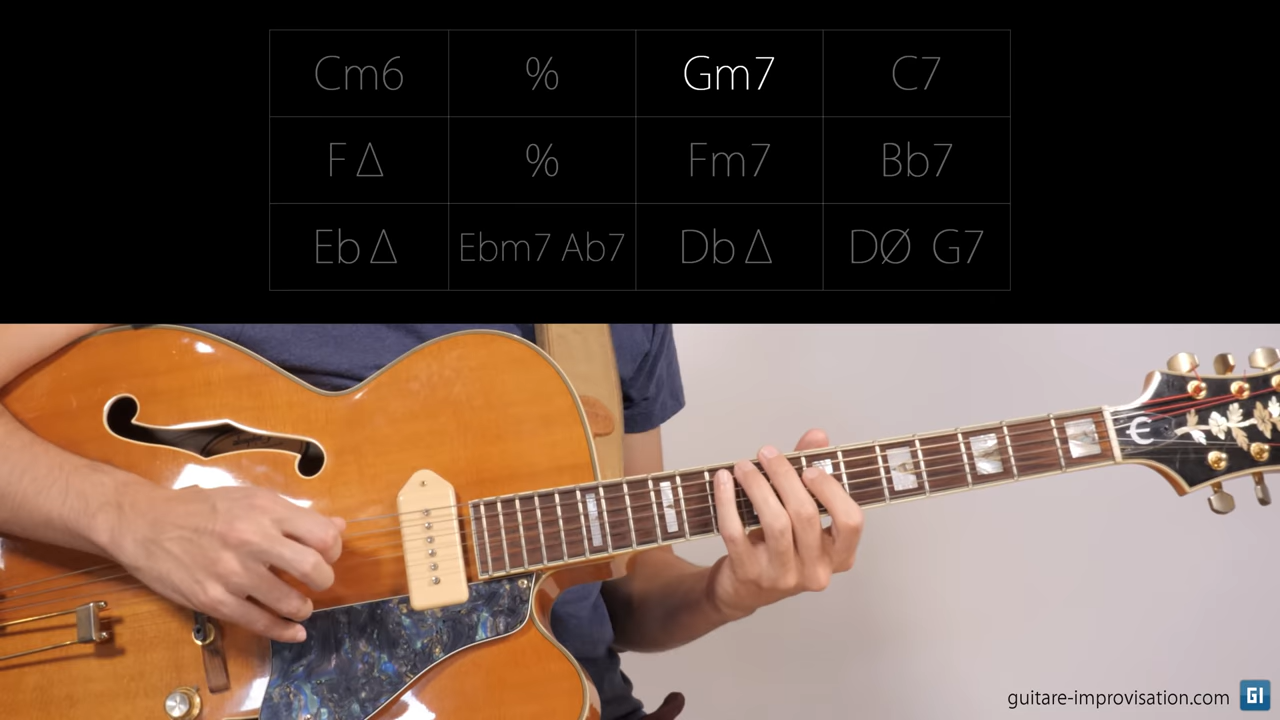 Cm6 % Gm7 C7
F Δ % Fm7 Bb7
Eb Δ Ebm7 Ab7 Db Δ DØ G7
guitare-improvisation.com GI